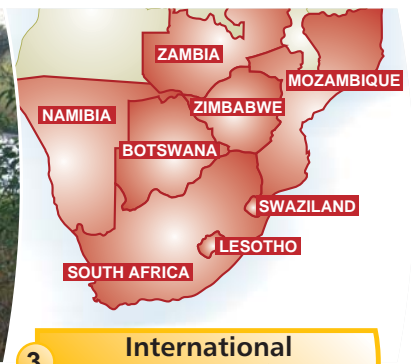 ZAMBIA
MOZAMBIQUE
NAMIBIA
ZIMBABWE
BOTSWANA
SWAZILAND
LESOTHO
SOUTH AFRICA
3
International